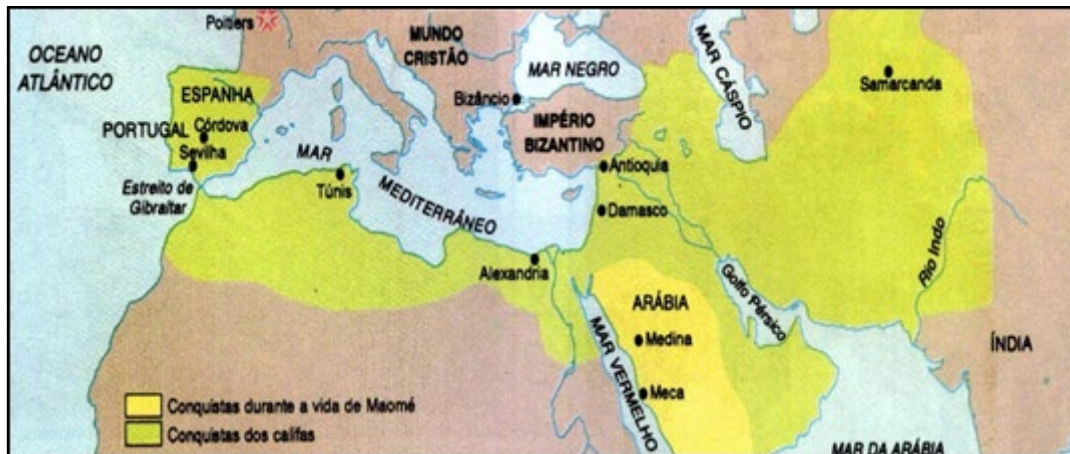 Poitiers
OCEANO
ATLÂNTICO
MUNDO
CRISTÃO
MAR NEGRO
MAR CÁSPIO
Samarcanda
ESPANHA
Bizâncio
PORTUGAL
Córdova
IMPÉRIO
BIZANTINO
Sevilha
MAR
MEDITERRÂNEO
Antioquia
Estreito de
Gibraltar
Túnis
Damasco
Rio Indo
Alexandria
Golfo Pérsico
ARÁBIA
MAR VERMELHO
Medina
ÍNDIA
Meca
Conquistas durante a vida de Maomé
Conquistas dos califas
MAR DA ARÁBIA